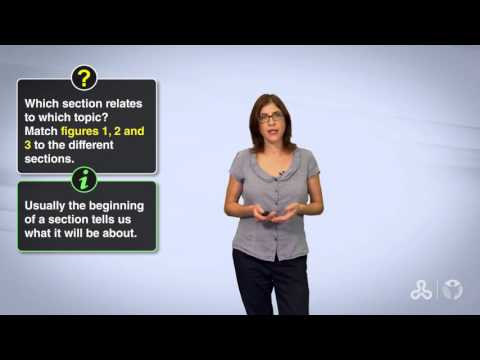 ?
Which section relates
to which topic?
Match figures 1, 2 and
3 to the different
sections.
i
Usually the beginning
of a section tells us
what it will be about.